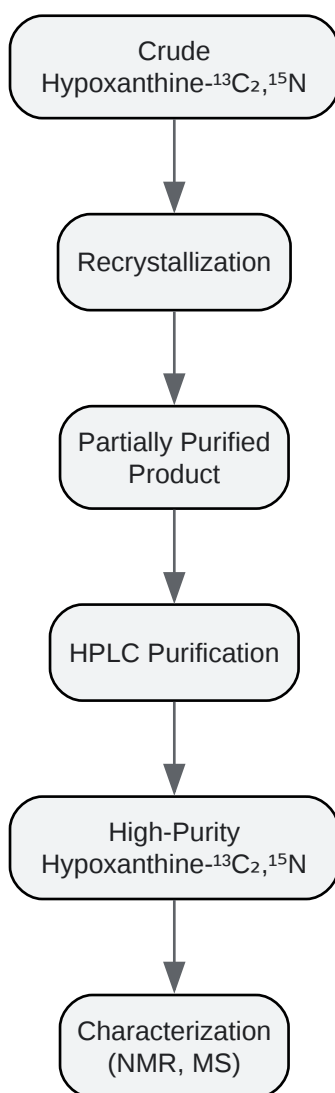 Crude
Hypoxanthine-¹³C₂,¹⁵N
Recrystallization
Partially Purified
Product
HPLC Purification
High-Purity
Hypoxanthine-¹³C₂,¹⁵N
Characterization
(NMR, MS)